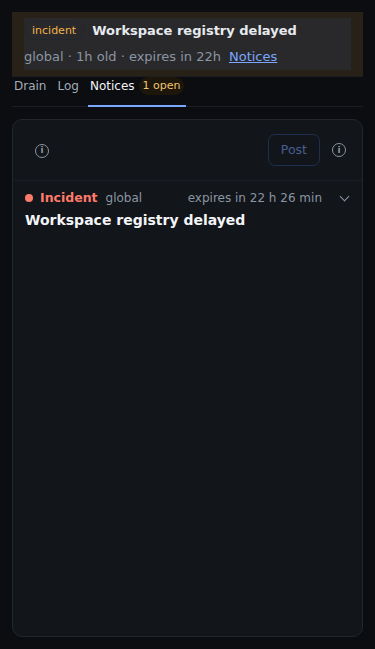 incident Workspace registry delayed
global · 1h old · expires in 22h Notices
Drain Log Notices 1 open
Post
Incident global expires in 22 h 26 min
Workspace registry delayed